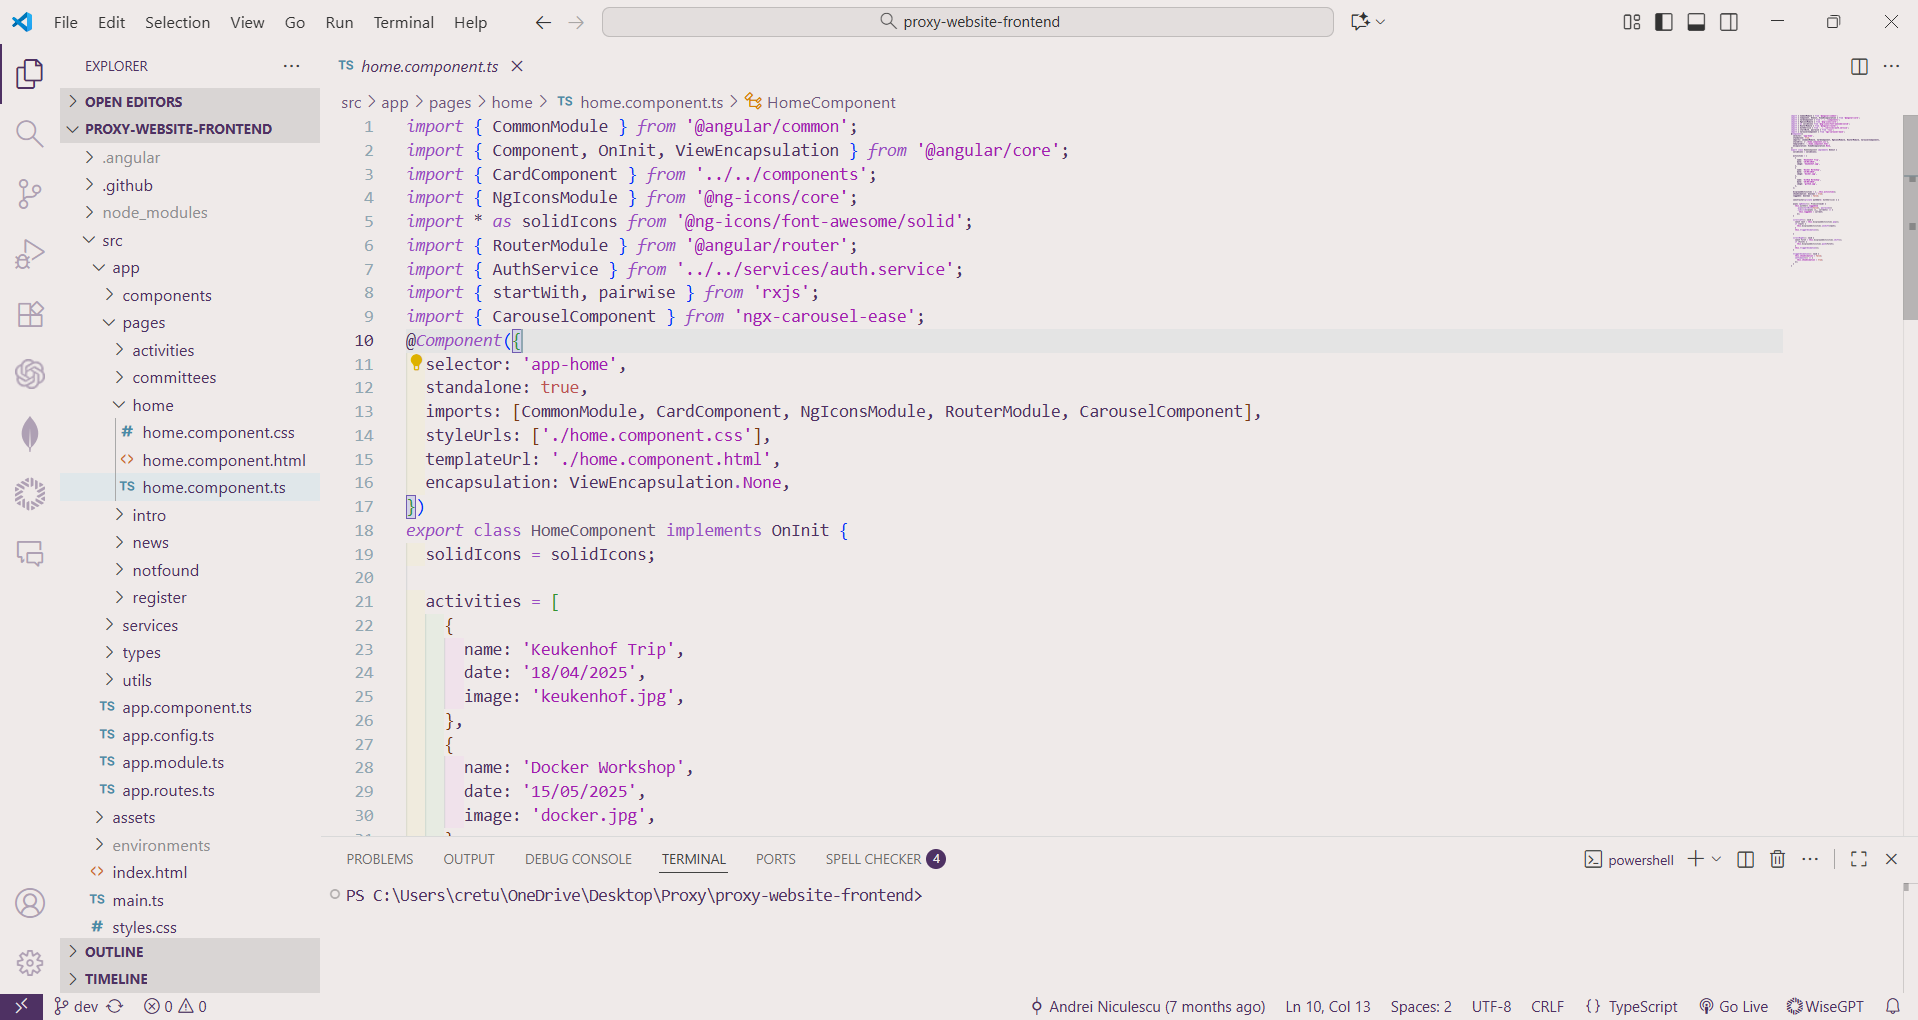 File Edit Selection View Go Run Terminal Help
proxy-website-frontend
EXPLORER
OPEN EDITORS
PROXY-WEBSITE-FRONTEND
.angular
.github
node_modules
src
app
components
pages
activities
committees
home
# home.component.css
<> home.component.html
TS home.component.ts
intro
news
notfound
register
services
types
utils
TS app.component.ts
TS app.config.ts
TS app.module.ts
TS app.routes.ts
assets
environments
<> index.html
TS main.ts
# styles.css
OUTLINE
TIMELINE
TS home.component.ts
src > app > pages > home > TS home.component.ts > HomeComponent
1 import { CommonModule } from '@angular/common';
2 import { Component, OnInit, ViewEncapsulation } from '@angular/core';
3 import { CardComponent } from '../../components';
4 import { NgIconsModule } from '@ng-icons/core';
5 import * as solidIcons from '@ng-icons/font-awesome/solid';
6 import { RouterModule } from '@angular/router';
7 import { AuthService } from '../../services/auth.service';
8 import { startWith, pairwise } from 'rxjs';
9 import { CarouselComponent } from 'ngx-carousel-ease';
10 @Component({
11 selector: 'app-home',
12 standalone: true,
13 imports: [CommonModule, CardComponent, NgIconsModule, RouterModule, CarouselComponent],
14 styleUrls: ['./home.component.css'],
15 templateUrl: './home.component.html',
16 encapsulation: ViewEncapsulation.None,
17 })
18 export class HomeComponent implements OnInit {
19 solidIcons = solidIcons;
20
21 activities = [
22 {
23 name: 'Keukenhof Trip',
24 date: '18/04/2025',
25 image: 'keukenhof.jpg',
26 },
27 {
28 name: 'Docker Workshop',
29 date: '15/05/2025',
30 image: 'docker.jpg',
PROBLEMS OUTPUT DEBUG CONSOLE TERMINAL PORTS SPELL CHECKER 4
powershell
PS C:\Users\cretu\OneDrive\Desktop\Proxy\proxy-website-frontend>
dev 0 0 Andrei Niculescu (7 months ago) Ln 10, Col 13 Spaces: 2 UTF-8 CRLF {} TypeScript Go Live WiseGPT